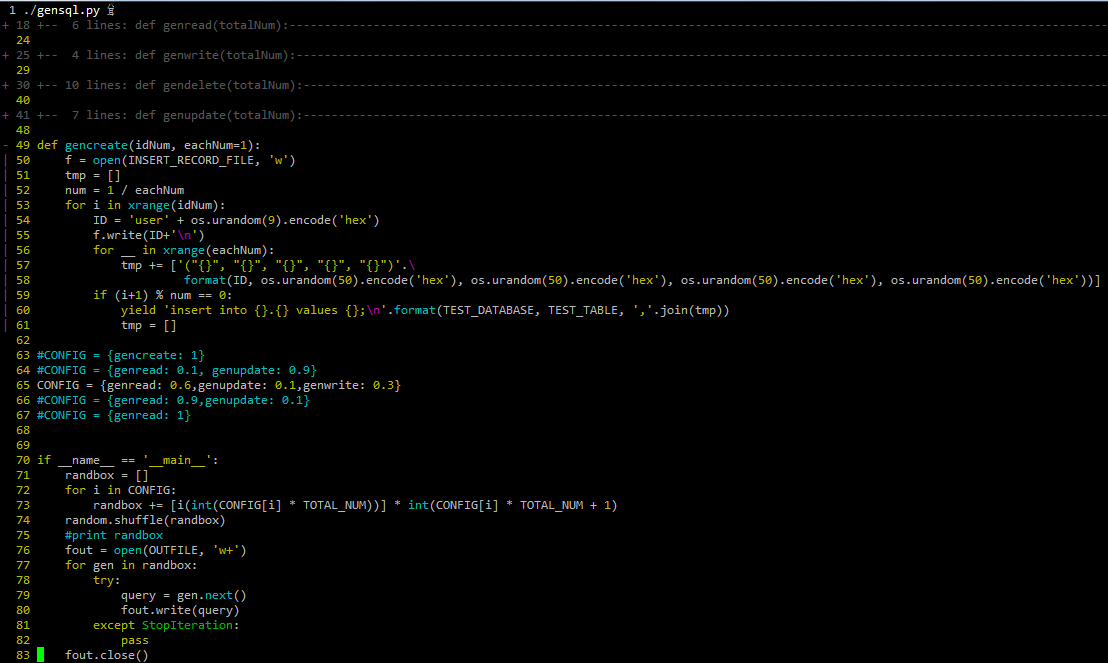 1 ./gensql.py
+ 18 +--  6 lines: def genread(totalNum):---------------------------------------------------------------------------------------------------------------------
  24
+ 25 +--  4 lines: def genwrite(totalNum):--------------------------------------------------------------------------------------------------------------------
  29
+ 30 +-- 10 lines: def gendelete(totalNum):-------------------------------------------------------------------------------------------------------------------
  40
+ 41 +--  7 lines: def genupdate(totalNum):-------------------------------------------------------------------------------------------------------------------
  48
- 49 def gencreate(idNum, eachNum=1):
| 50     f = open(INSERT_RECORD_FILE, 'w')
| 51     tmp = []
| 52     num = 1 / eachNum
| 53     for i in xrange(idNum):
| 54         ID = 'user' + os.urandom(9).encode('hex')
| 55         f.write(ID+'\n')
| 56         for __ in xrange(eachNum):
| 57             tmp += ['("{}", "{}", "{}", "{}", "{}")'.\
| 58                      format(ID, os.urandom(50).encode('hex'), os.urandom(50).encode('hex'), os.urandom(50).encode('hex'), os.urandom(50).encode('hex'))]
| 59         if (i+1) % num == 0:
| 60             yield 'insert into {}.{} values {};\n'.format(TEST_DATABASE, TEST_TABLE, ','.join(tmp))
| 61             tmp = []
  62
  63 #CONFIG = {gencreate: 1}
  64 #CONFIG = {genread: 0.1, genupdate: 0.9}
  65 CONFIG = {genread: 0.6,genupdate: 0.1,genwrite: 0.3}
  66 #CONFIG = {genread: 0.9,genupdate: 0.1}
  67 #CONFIG = {genread: 1}
  68
  69
  70 if __name__ == '__main__':
  71     randbox = []
  72     for i in CONFIG:
  73         randbox += [i(int(CONFIG[i] * TOTAL_NUM))] * int(CONFIG[i] * TOTAL_NUM + 1)
  74     random.shuffle(randbox)
  75     #print randbox
  76     fout = open(OUTFILE, 'w+')
  77     for gen in randbox:
  78         try:
  79             query = gen.next()
  80             fout.write(query)
  81         except StopIteration:
  82             pass
  83     fout.close()